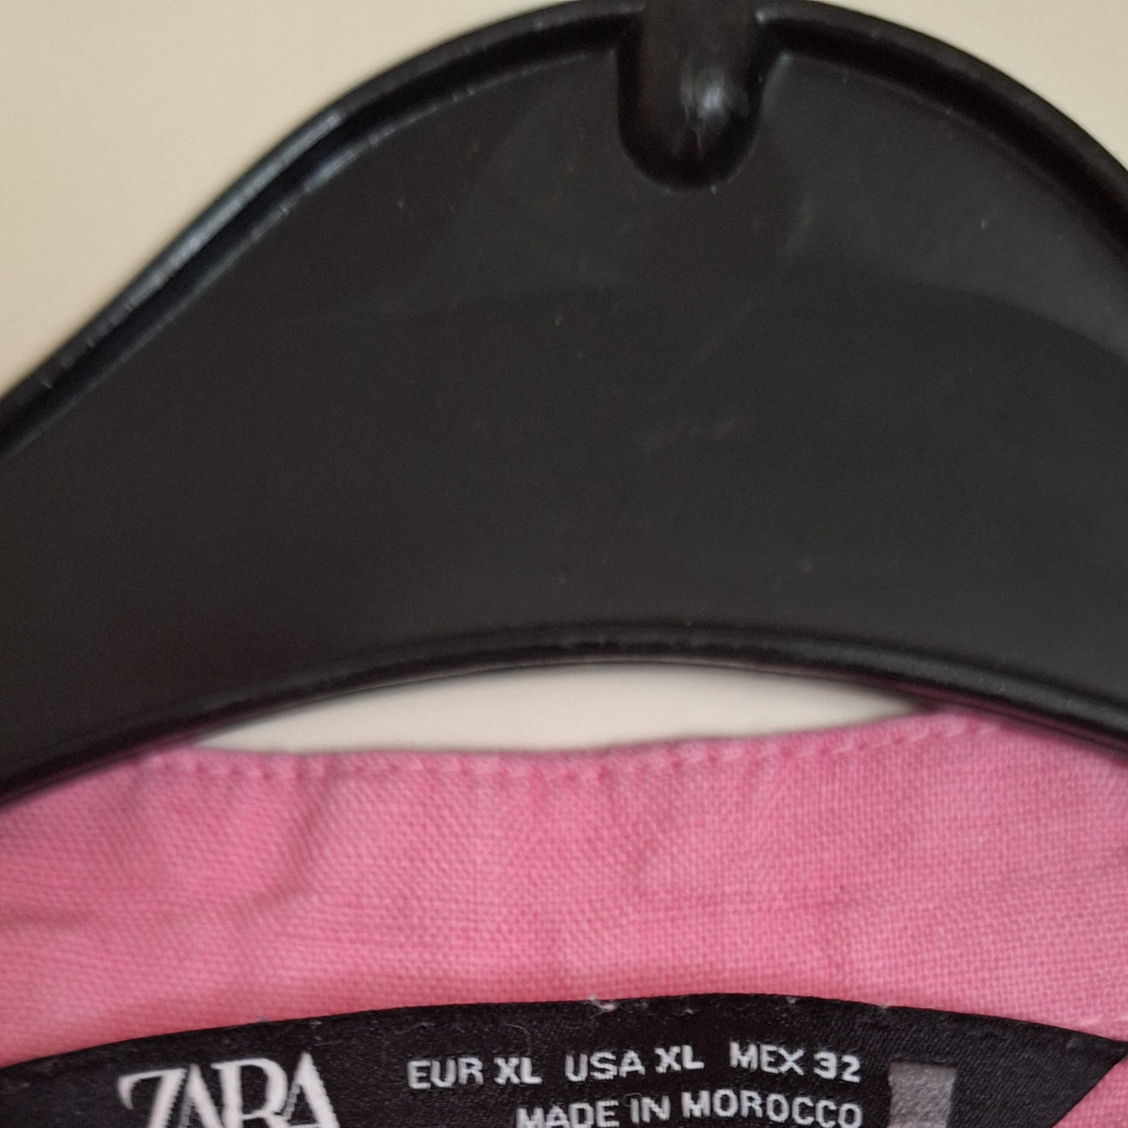 ZARA
EUR XL USA XL MEX 32
MADE IN MOROCCO